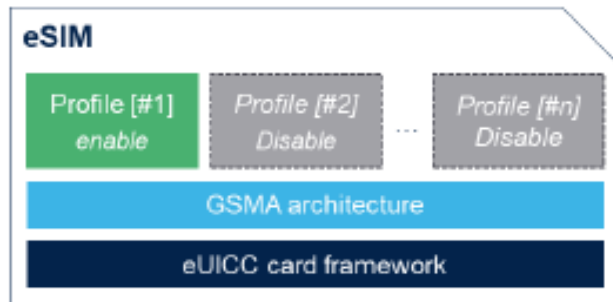 eSIM
Profile [#1]
enable
Profile [#2]
Disable
...
Profile [#n]
Disable
GSMA architecture
eUICC card framework